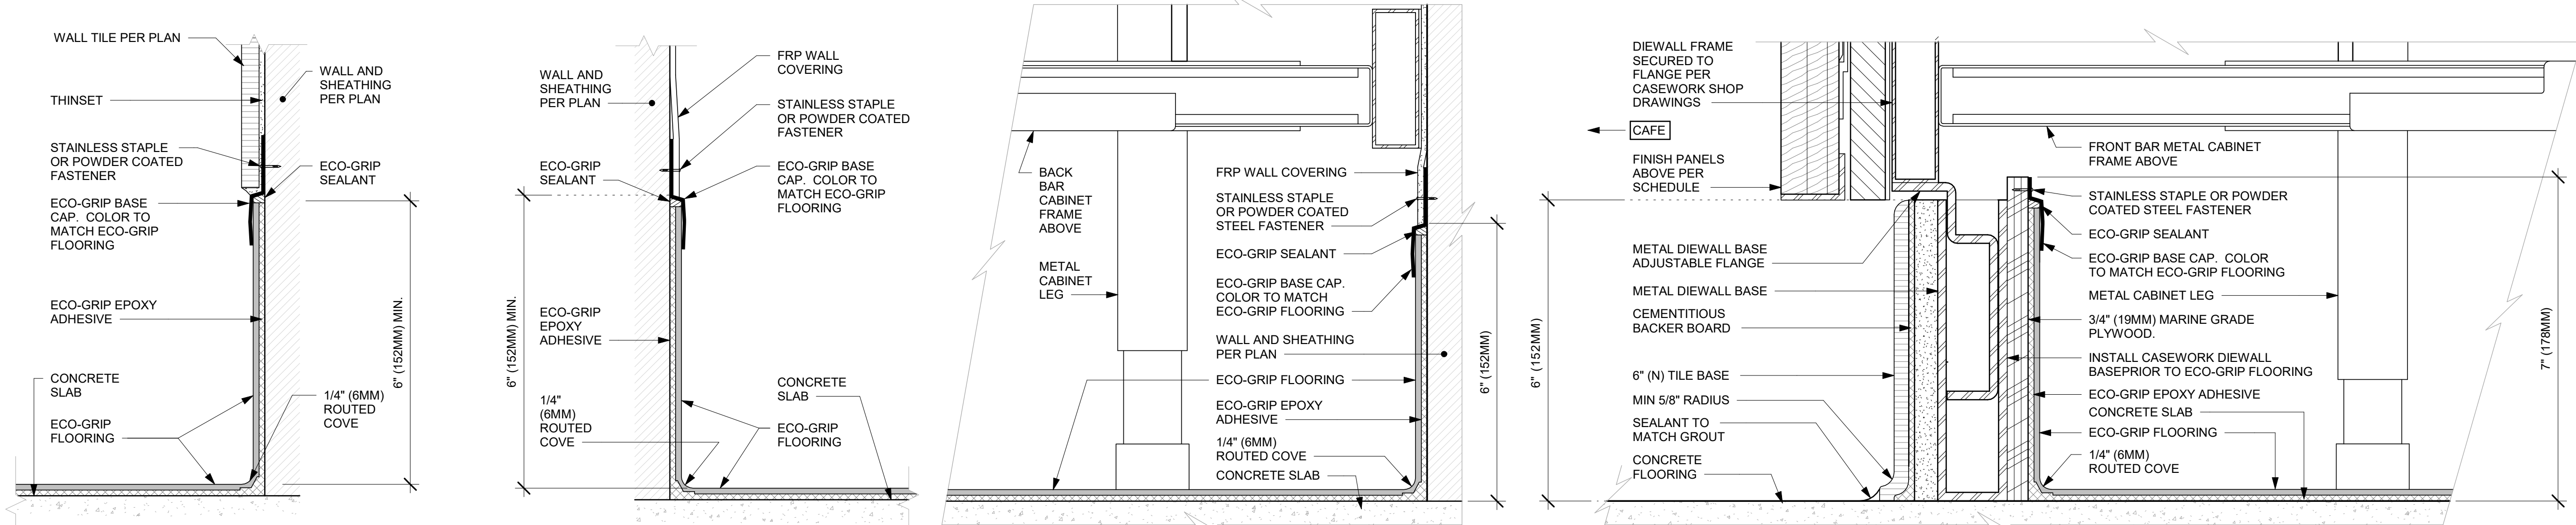 WALL TILE PER PLAN
THINSET
STAINLESS STAPLE
OR POWDER COATED
FASTENER
ECO-GRIP BASE
CAP.  COLOR TO
MATCH ECO-GRIP
FLOORING
ECO-GRIP EPOXY
ADHESIVE
CONCRETE
SLAB
ECO-GRIP
FLOORING
WALL AND
SHEATHING
PER PLAN
ECO-GRIP
SEALANT
6" (152MM) MIN.
1/4" (6MM)
ROUTED
COVE
WALL AND
SHEATHING
PER PLAN
ECO-GRIP
SEALANT
6" (152MM) MIN.
ECO-GRIP
EPOXY
ADHESIVE
1/4"
(6MM)
ROUTED
COVE
FRP WALL
COVERING
STAINLESS STAPLE
OR POWDER COATED
FASTENER
ECO-GRIP BASE
CAP.  COLOR TO
MATCH ECO-GRIP
FLOORING
CONCRETE
SLAB
ECO-GRIP
FLOORING
BACK
BAR
CABINET
FRAME
ABOVE
METAL
CABINET
LEG
FRP WALL COVERING
STAINLESS STAPLE
OR POWDER COATED
STEEL FASTENER
ECO-GRIP SEALANT
ECO-GRIP BASE CAP.
COLOR TO MATCH
ECO-GRIP FLOORING
WALL AND SHEATHING
PER PLAN
ECO-GRIP FLOORING
ECO-GRIP EPOXY
ADHESIVE
1/4" (6MM)
ROUTED COVE
CONCRETE SLAB
6" (152MM)
6" (152MM)
DIEWALL FRAME
SECURED TO
FLANGE PER
CASEWORK SHOP
DRAWINGS
CAFE
FINISH PANELS
ABOVE PER
SCHEDULE
METAL DIEWALL BASE
ADJUSTABLE FLANGE
METAL DIEWALL BASE
CEMENTITIOUS
BACKER BOARD
6" (N) TILE BASE
MIN 5/8" RADIUS
SEALANT TO
MATCH GROUT
CONCRETE
FLOORING
FRONT BAR METAL CABINET
FRAME ABOVE
STAINLESS STAPLE OR POWDER
COATED STEEL FASTENER
ECO-GRIP SEALANT
ECO-GRIP BASE CAP.  COLOR
TO MATCH ECO-GRIP FLOORING
METAL CABINET LEG
3/4" (19MM) MARINE GRADE
PLYWOOD.
INSTALL CASEWORK DIEWALL
BASEPRIOR TO ECO-GRIP FLOORING
ECO-GRIP EPOXY ADHESIVE
CONCRETE SLAB
ECO-GRIP FLOORING
1/4" (6MM)
ROUTED COVE
7" (178MM)